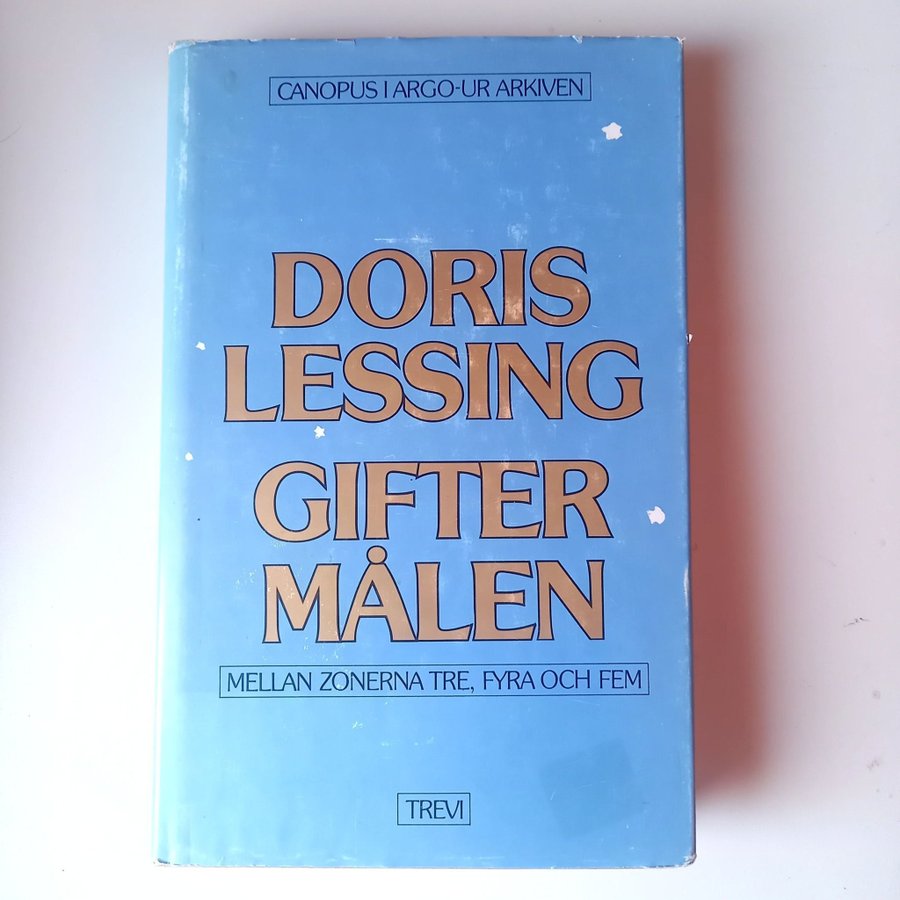 CANOPUS I ARGO-UR ARKIVEN
DORIS
LESSING
GIFTER
MÅLEN
MELLAN ZONERNA TRE, FYRA OCH FEM
TREVI